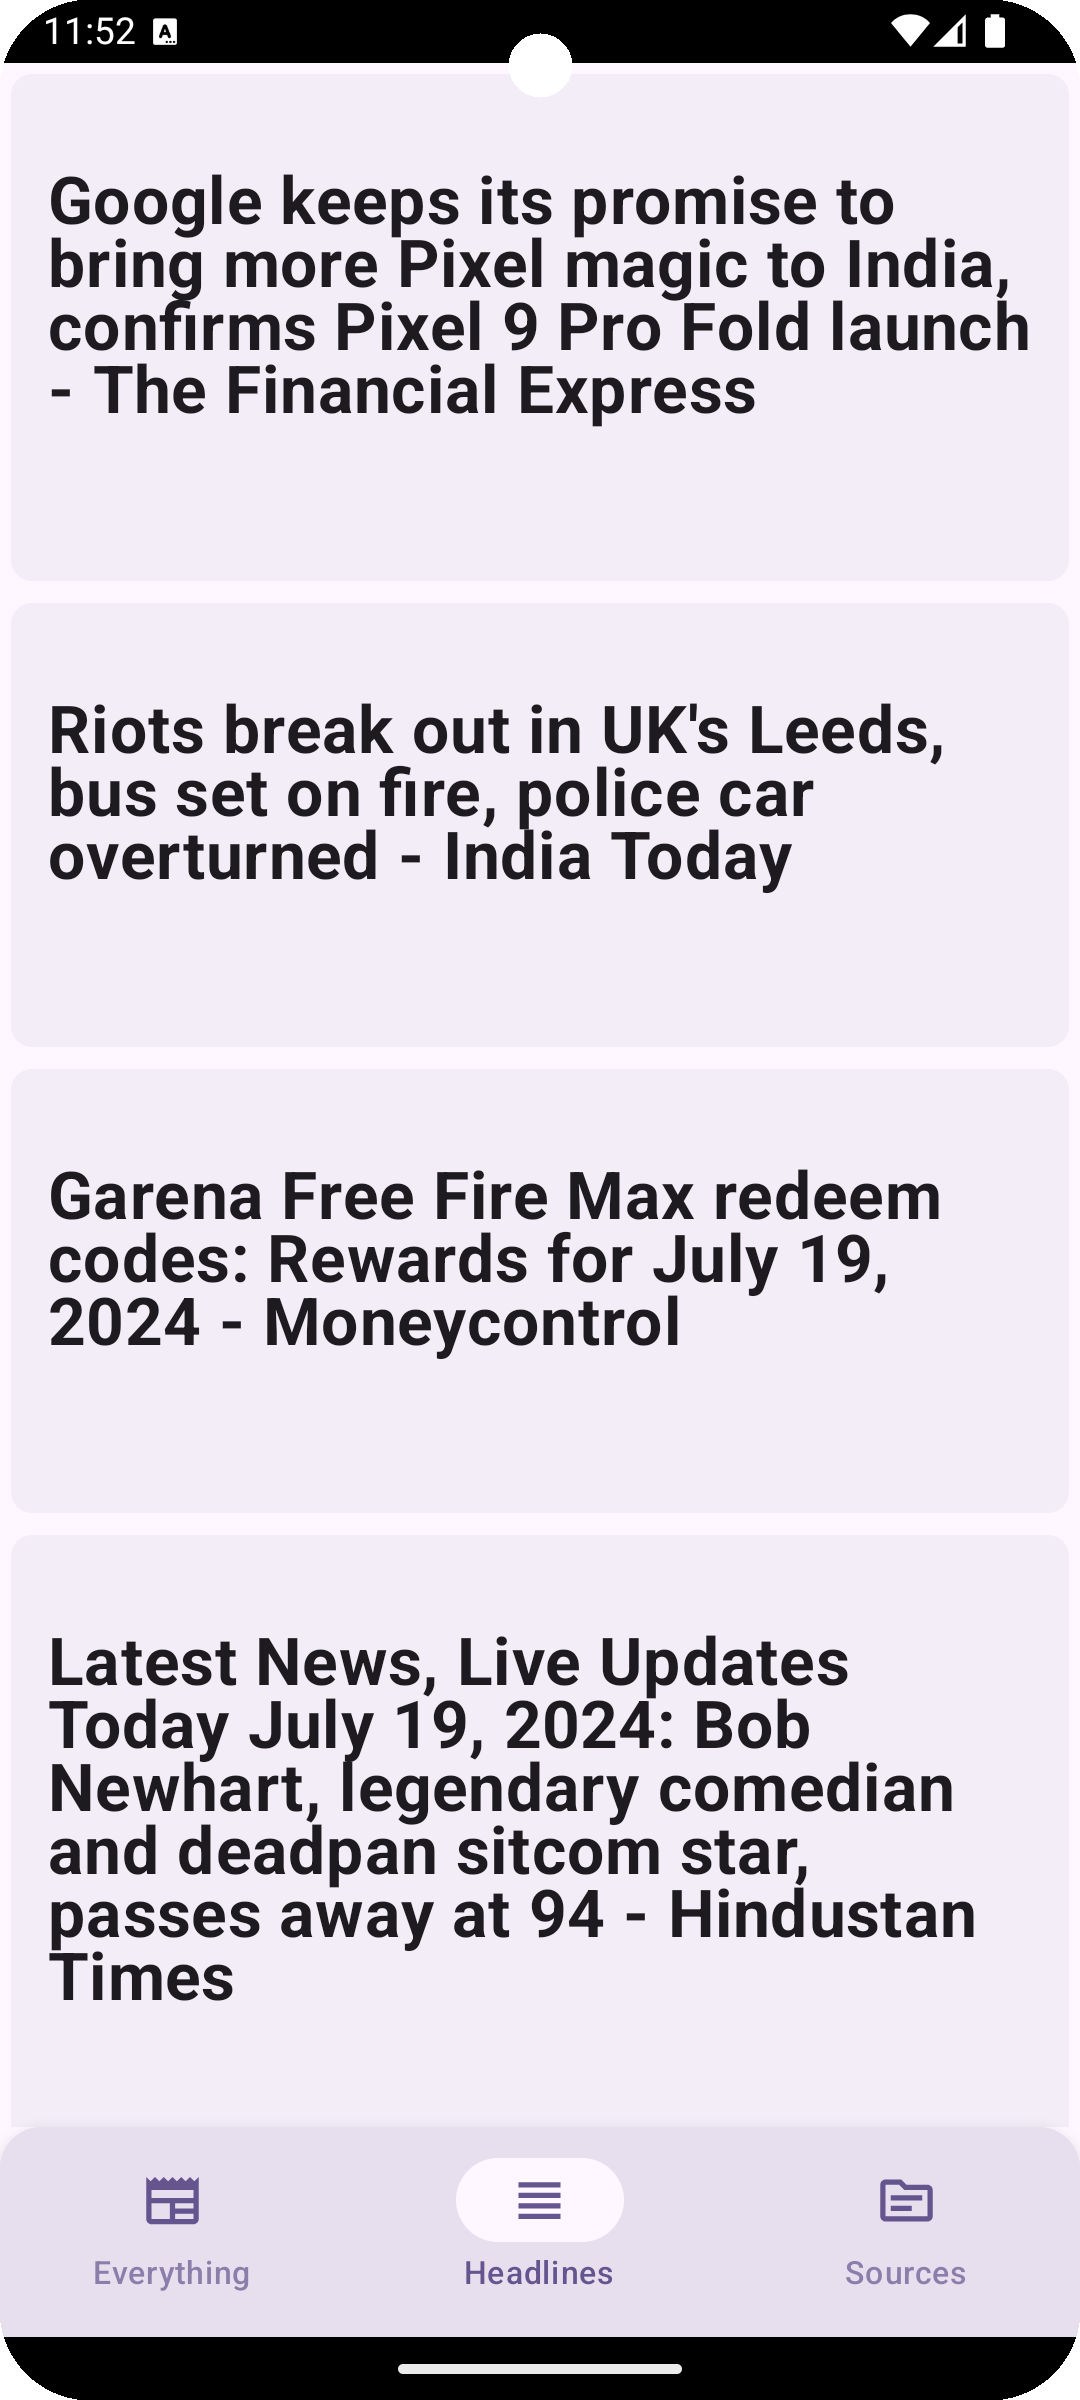 11:52
Google keeps its promise to
bring more Pixel magic to India,
confirms Pixel 9 Pro Fold launch
- The Financial Express
Riots break out in UK's Leeds,
bus set on fire, police car
overturned - India Today
Garena Free Fire Max redeem
codes: Rewards for July 19,
2024 - Moneycontrol
Latest News, Live Updates
Today July 19, 2024: Bob
Newhart, legendary comedian
and deadpan sitcom star,
passes away at 94 - Hindustan
Times
Everything
Headlines
Sources